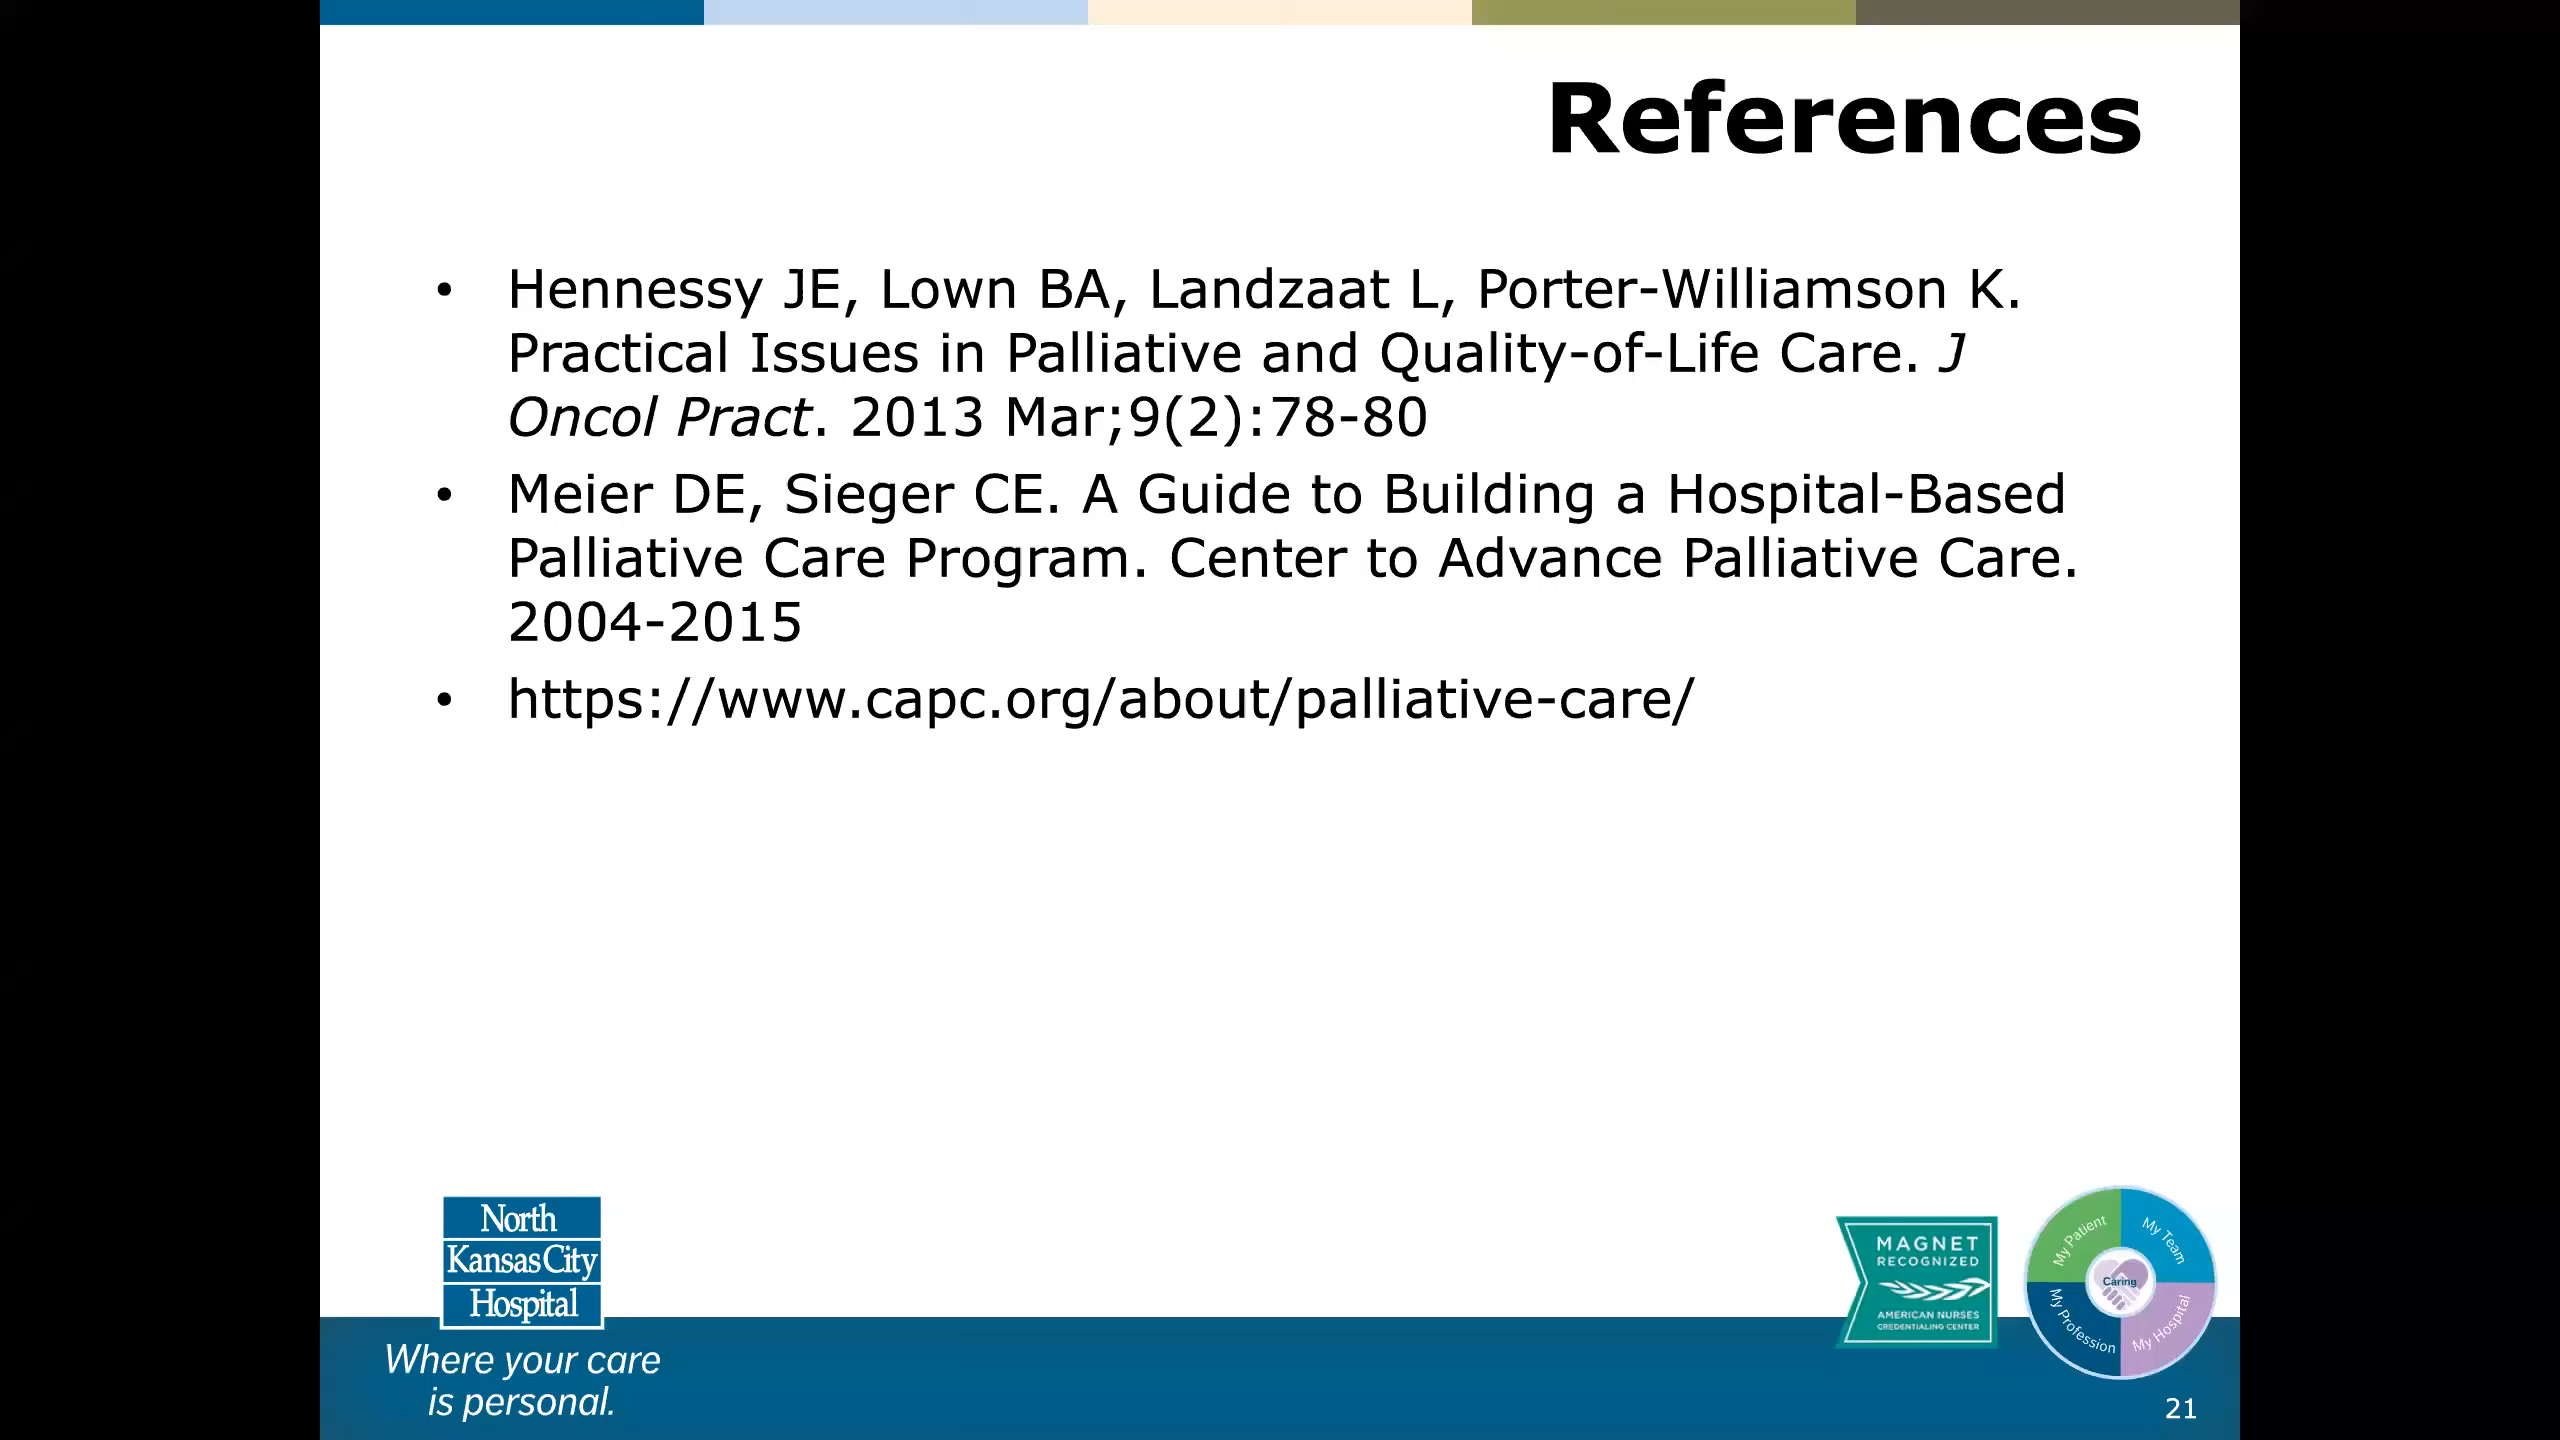 References
• Hennessy JE, Lown BA, Landzaat L, Porter-Williamson K.
Practical Issues in Palliative and Quality-of-Life Care. J
Oncol Pract. 2013 Mar;9(2):78-80
• Meier DE, Sieger CE. A Guide to Building a Hospital-Based
Palliative Care Program. Center to Advance Palliative Care.
2004-2015
• https://www.capc.org/about/palliative-care/
North
Kansas City
Hospital
Where your care
is personal.
MAGNET
RECOGNIZED
AMERICAN NURSES
CREDENTIALING CENTER
My Patient
My Team
Caring
My Profession
My Hospital
21